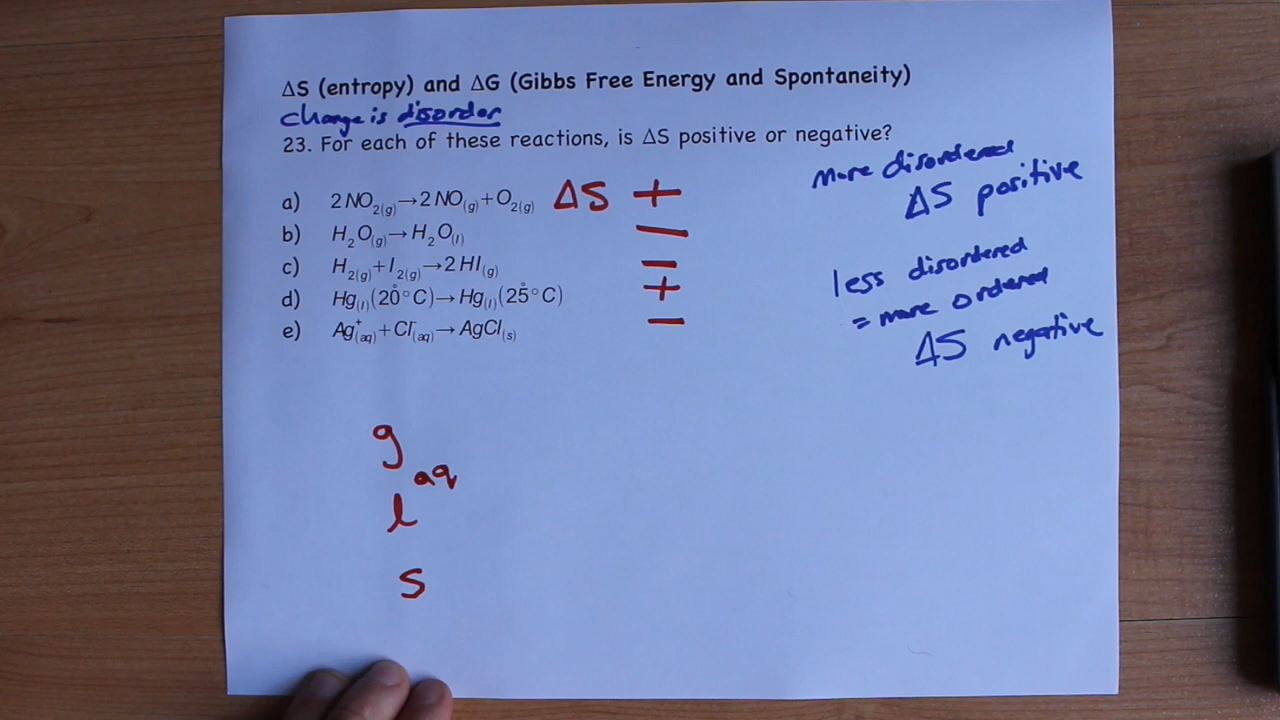 ΔS (entropy) and ΔG (Gibbs Free Energy and Spontaneity)
change is disorder
23. For each of these reactions, is ΔS positive or negative?
a) 2NO2(g)→2NO(g)+O2(g) ΔS +
b) H2O(g)→H2O(l) −
c) H2(g)+I2(g)→2HI(g) −
d) Hg(l)(20°C)→Hg(l)(25°C) +
e) Ag+(aq)+Cl-(aq)→AgCl(s) −
more disordered
ΔS positive
less disordered
= more ordered
ΔS negative
g
aq
l
s